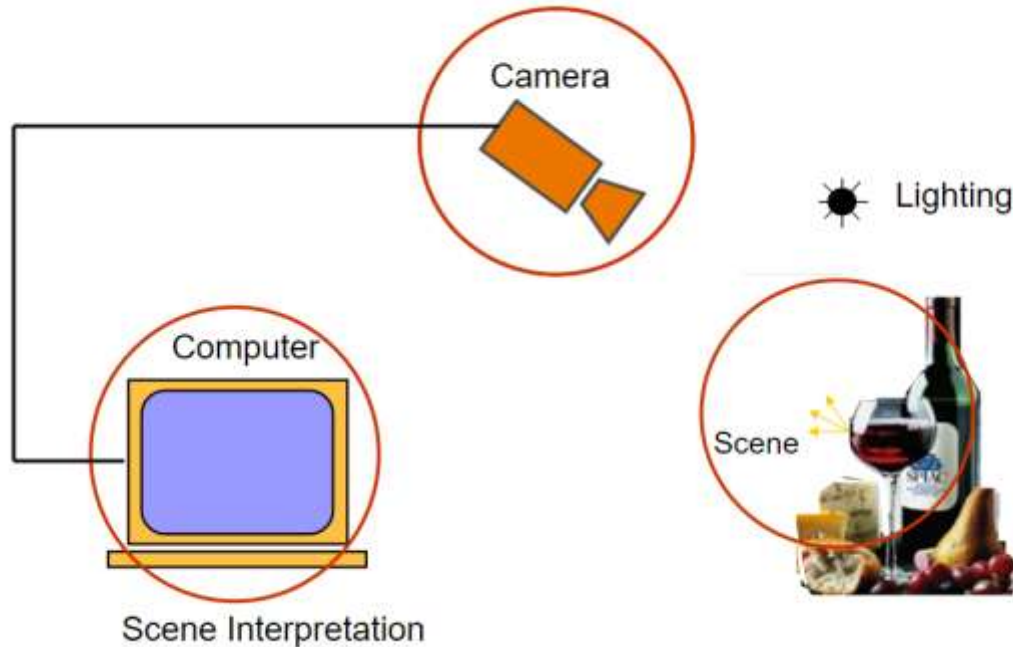 Camera
Lighting
Computer
Scene
Scene Interpretation